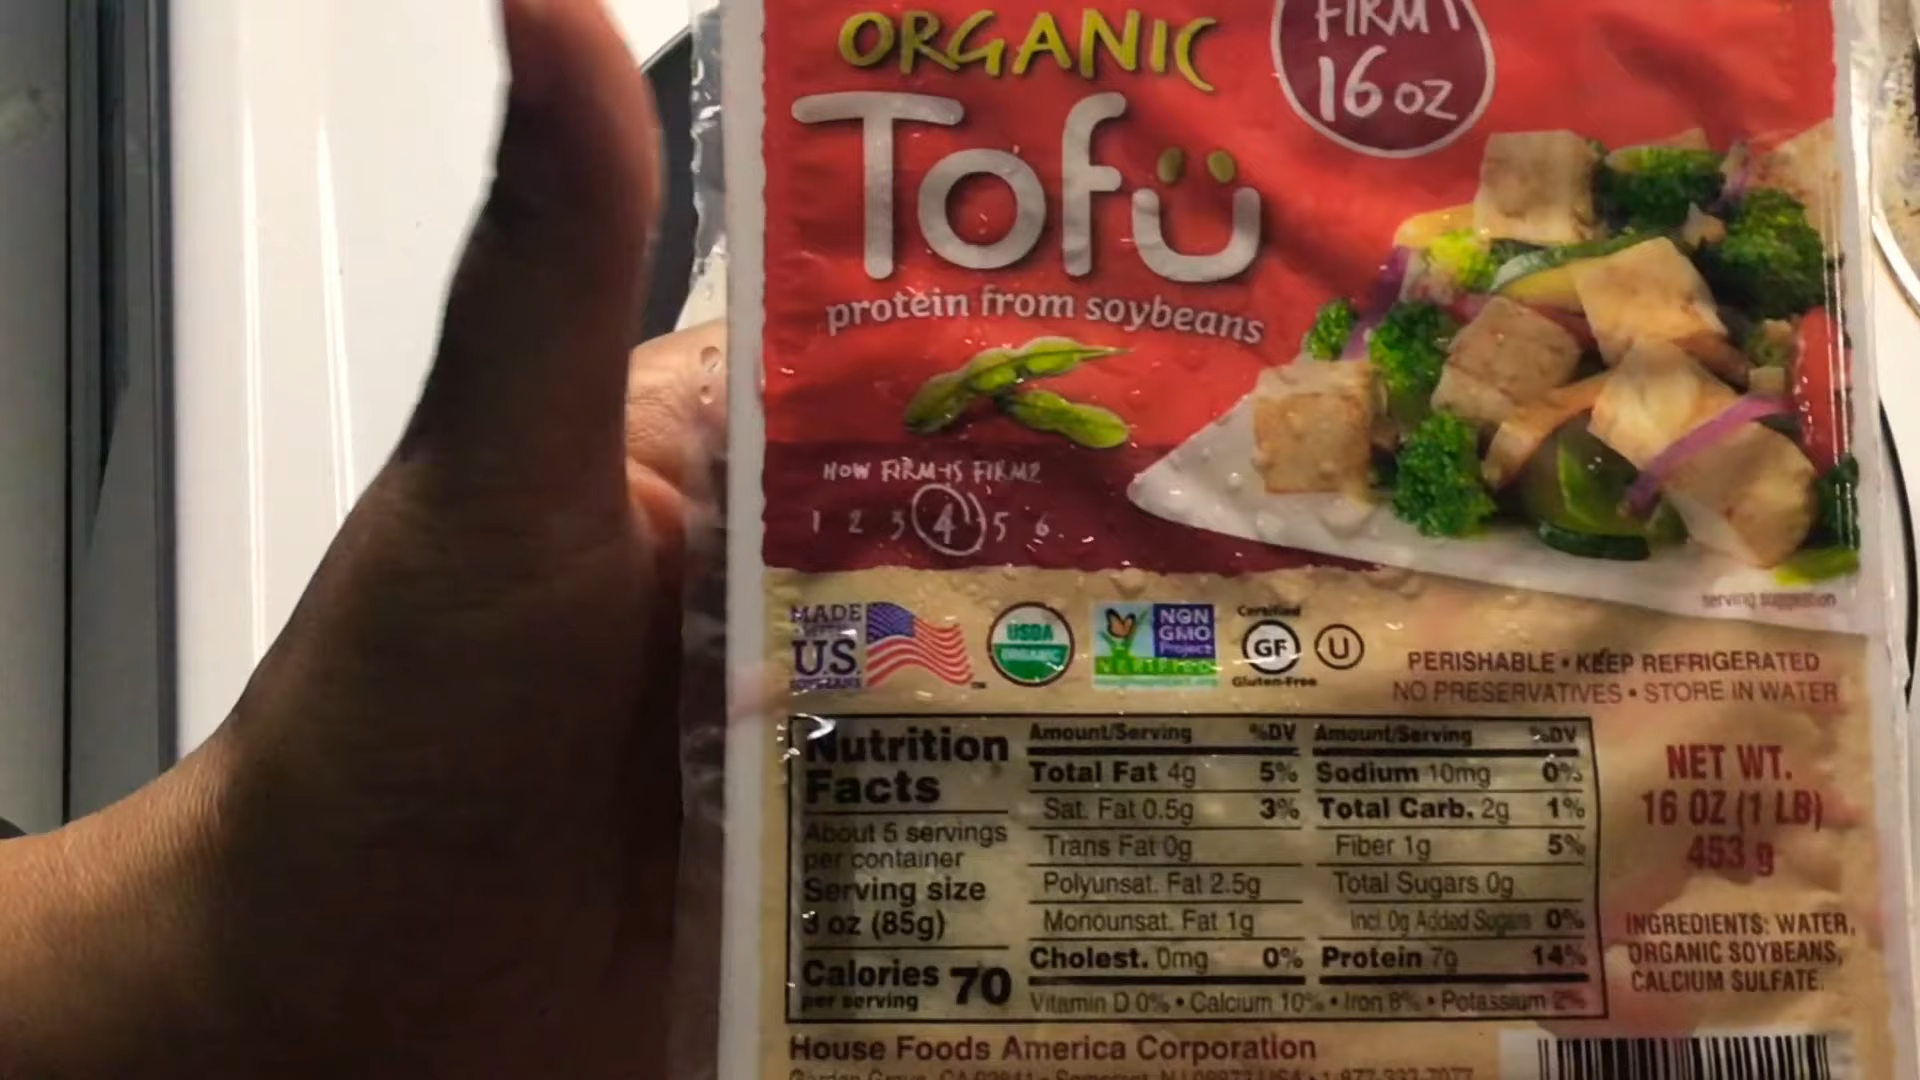 ORGANIC
FIRM
16 oz
Tofu
protein from soybeans
HOW FIRM IS FIRM?
1 2 3 4 5 6
serving suggestion
MADE WITH U.S. SOYBEANS
USDA ORGANIC
NON GMO Project VERIFIED
Certified GF Gluten-Free
U
PERISHABLE • KEEP REFRIGERATED
NO PRESERVATIVES • STORE IN WATER
Nutrition Facts
About 5 servings per container
Serving size 3 oz (85g)
Calories per serving 70
Amount/Serving %DV
Total Fat 4g 5%
Sat. Fat 0.5g 3%
Trans Fat 0g
Polyunsat. Fat 2.5g
Monounsat. Fat 1g
Cholest. 0mg 0%
Amount/Serving %DV
Sodium 10mg 0%
Total Carb. 2g 1%
Fiber 1g 5%
Total Sugars 0g
Incl. 0g Added Sugars 0%
Protein 7g 14%
Vitamin D 0% • Calcium 10% • Iron 8% • Potassium 2%
NET WT.
16 OZ (1 LB)
453 g
INGREDIENTS: WATER,
ORGANIC SOYBEANS,
CALCIUM SULFATE.
House Foods America Corporation